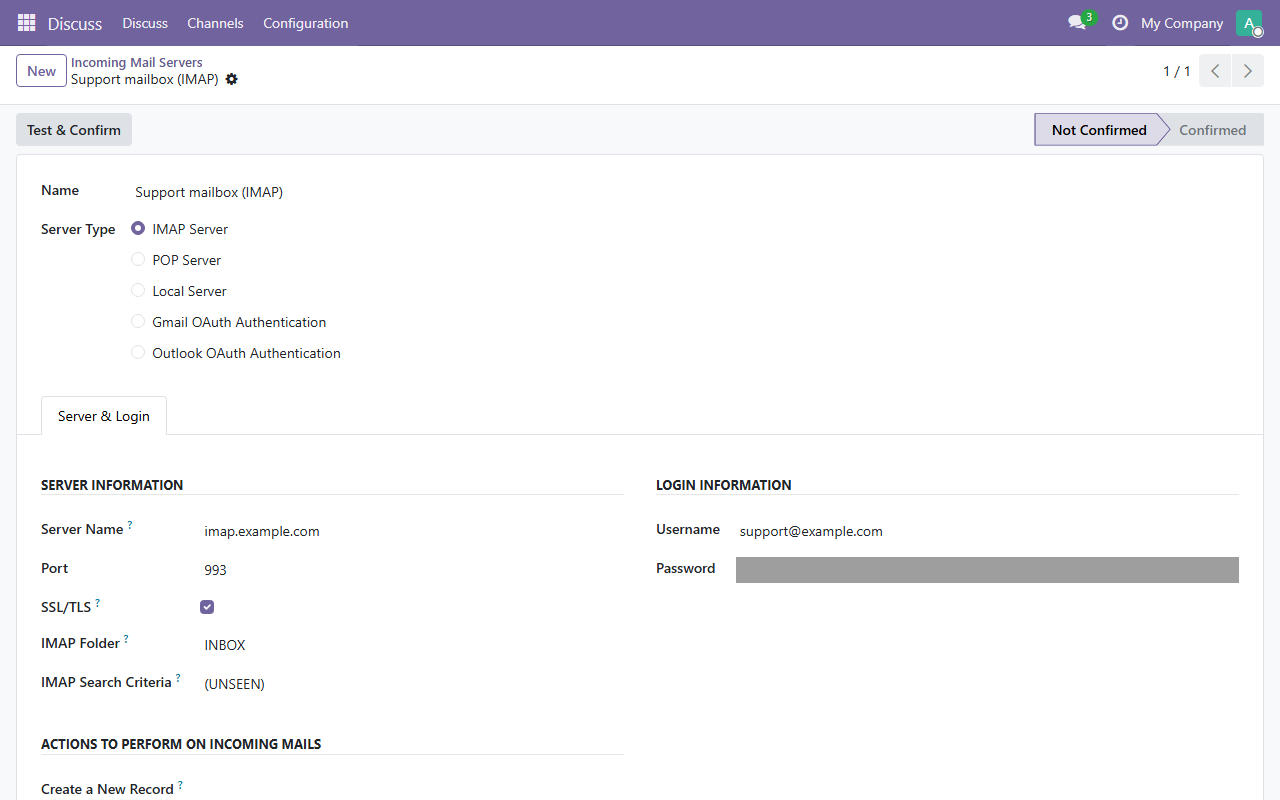 Discuss Discuss Channels Configuration 3 My Company A
New Incoming Mail Servers
Support mailbox (IMAP) 1 / 1
Test & Confirm Not Confirmed Confirmed
Name Support mailbox (IMAP)
Server Type IMAP Server
POP Server
Local Server
Gmail OAuth Authentication
Outlook OAuth Authentication
Server & Login
SERVER INFORMATION
Server Name ? imap.example.com
Port 993
SSL/TLS ?
IMAP Folder ? INBOX
IMAP Search Criteria ? (UNSEEN)
LOGIN INFORMATION
Username support@example.com
Password
ACTIONS TO PERFORM ON INCOMING MAILS
Create a New Record ?